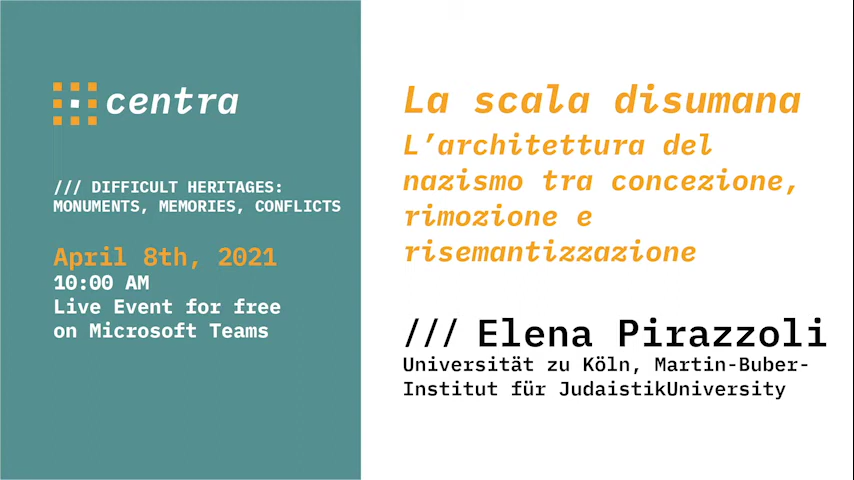 centra
/// DIFFICULT HERITAGES:
MONUMENTS, MEMORIES, CONFLICTS
April 8th, 2021
10:00 AM
Live Event for free
on Microsoft Teams
La scala disumana
L’architettura del
nazismo tra concezione,
rimozione e
risemantizzazione
/// Elena Pirazzoli
Universität zu Köln, Martin-Buber-
Institut für JudaistikUniversity